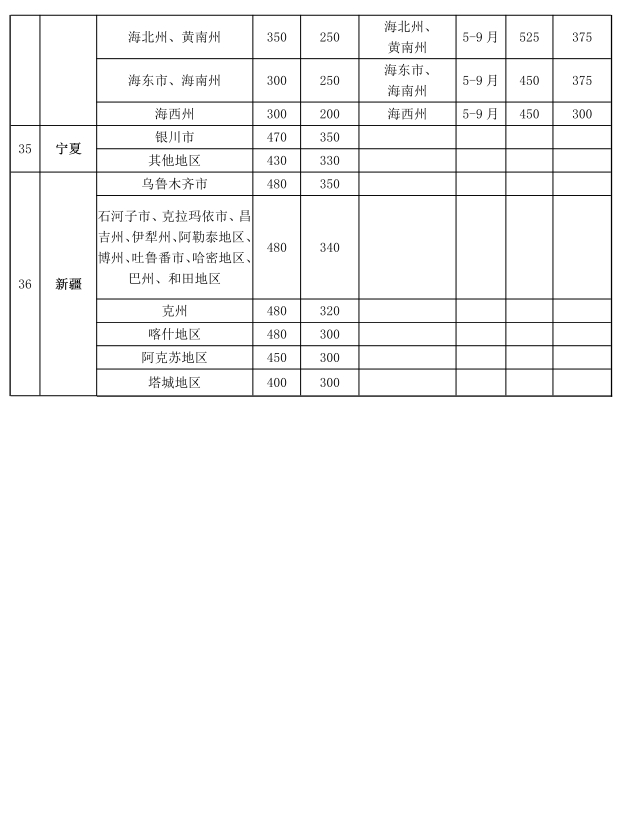 海北州、黄南州 350 250 海北州、黄南州 5-9 月 525 375
海东市、海南州 300 250 海东市、海南州 5-9 月 450 375
海西州 300 200 海西州 5-9 月 450 300
35 宁夏 银川市 470 350
其他地区 430 330
36 新疆 乌鲁木齐市 480 350
石河子市、克拉玛依市、昌
吉州、伊犁州、阿勒泰地区、
博州、吐鲁番市、哈密地区、
巴州、和田地区 480 340
克州 480 320
喀什地区 480 300
阿克苏地区 450 300
塔城地区 400 300